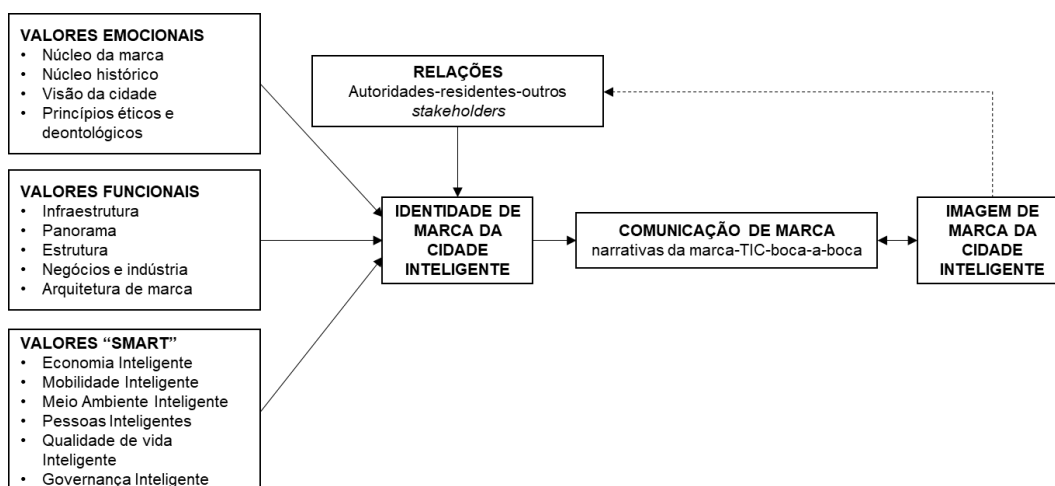 VALORES EMOCIONAIS
• Núcleo da marca
• Núcleo histórico
• Visão da cidade
• Princípios éticos e
deontológicos
VALORES FUNCIONAIS
• Infraestrutura
• Panorama
• Estrutura
• Negócios e indústria
• Arquitetura de marca
VALORES “SMART”
• Economia Inteligente
• Mobilidade Inteligente
• Meio Ambiente Inteligente
• Pessoas Inteligentes
• Qualidade de vida
Inteligente
• Governança Inteligente
RELAÇÕES
Autoridades-residentes-outros
stakeholders
IDENTIDADE DE
MARCA DA
CIDADE
INTELIGENTE
COMUNICAÇÃO DE MARCA
narrativas da marca-TIC-boca-a-boca
IMAGEM DE
MARCA DA
CIDADE
INTELIGENTE